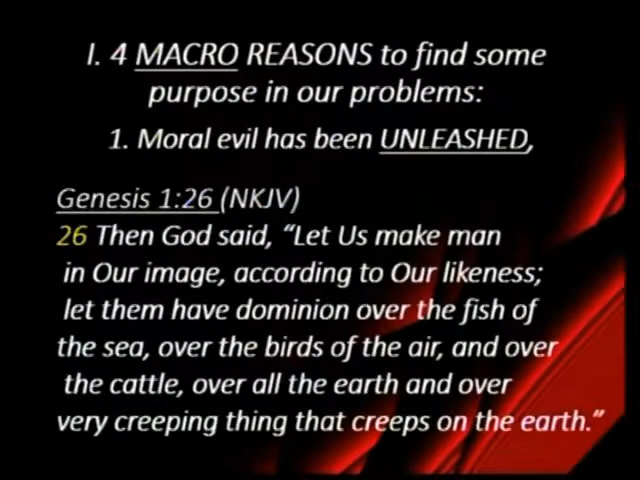 I. 4 MACRO REASONS to find some
purpose in our problems:
1. Moral evil has been UNLEASHED,
Genesis 1:26 (NKJV)
26 Then God said, “Let Us make man
in Our image, according to Our likeness;
let them have dominion over the fish of
the sea, over the birds of the air, and over
the cattle, over all the earth and over
very creeping thing that creeps on the earth.”